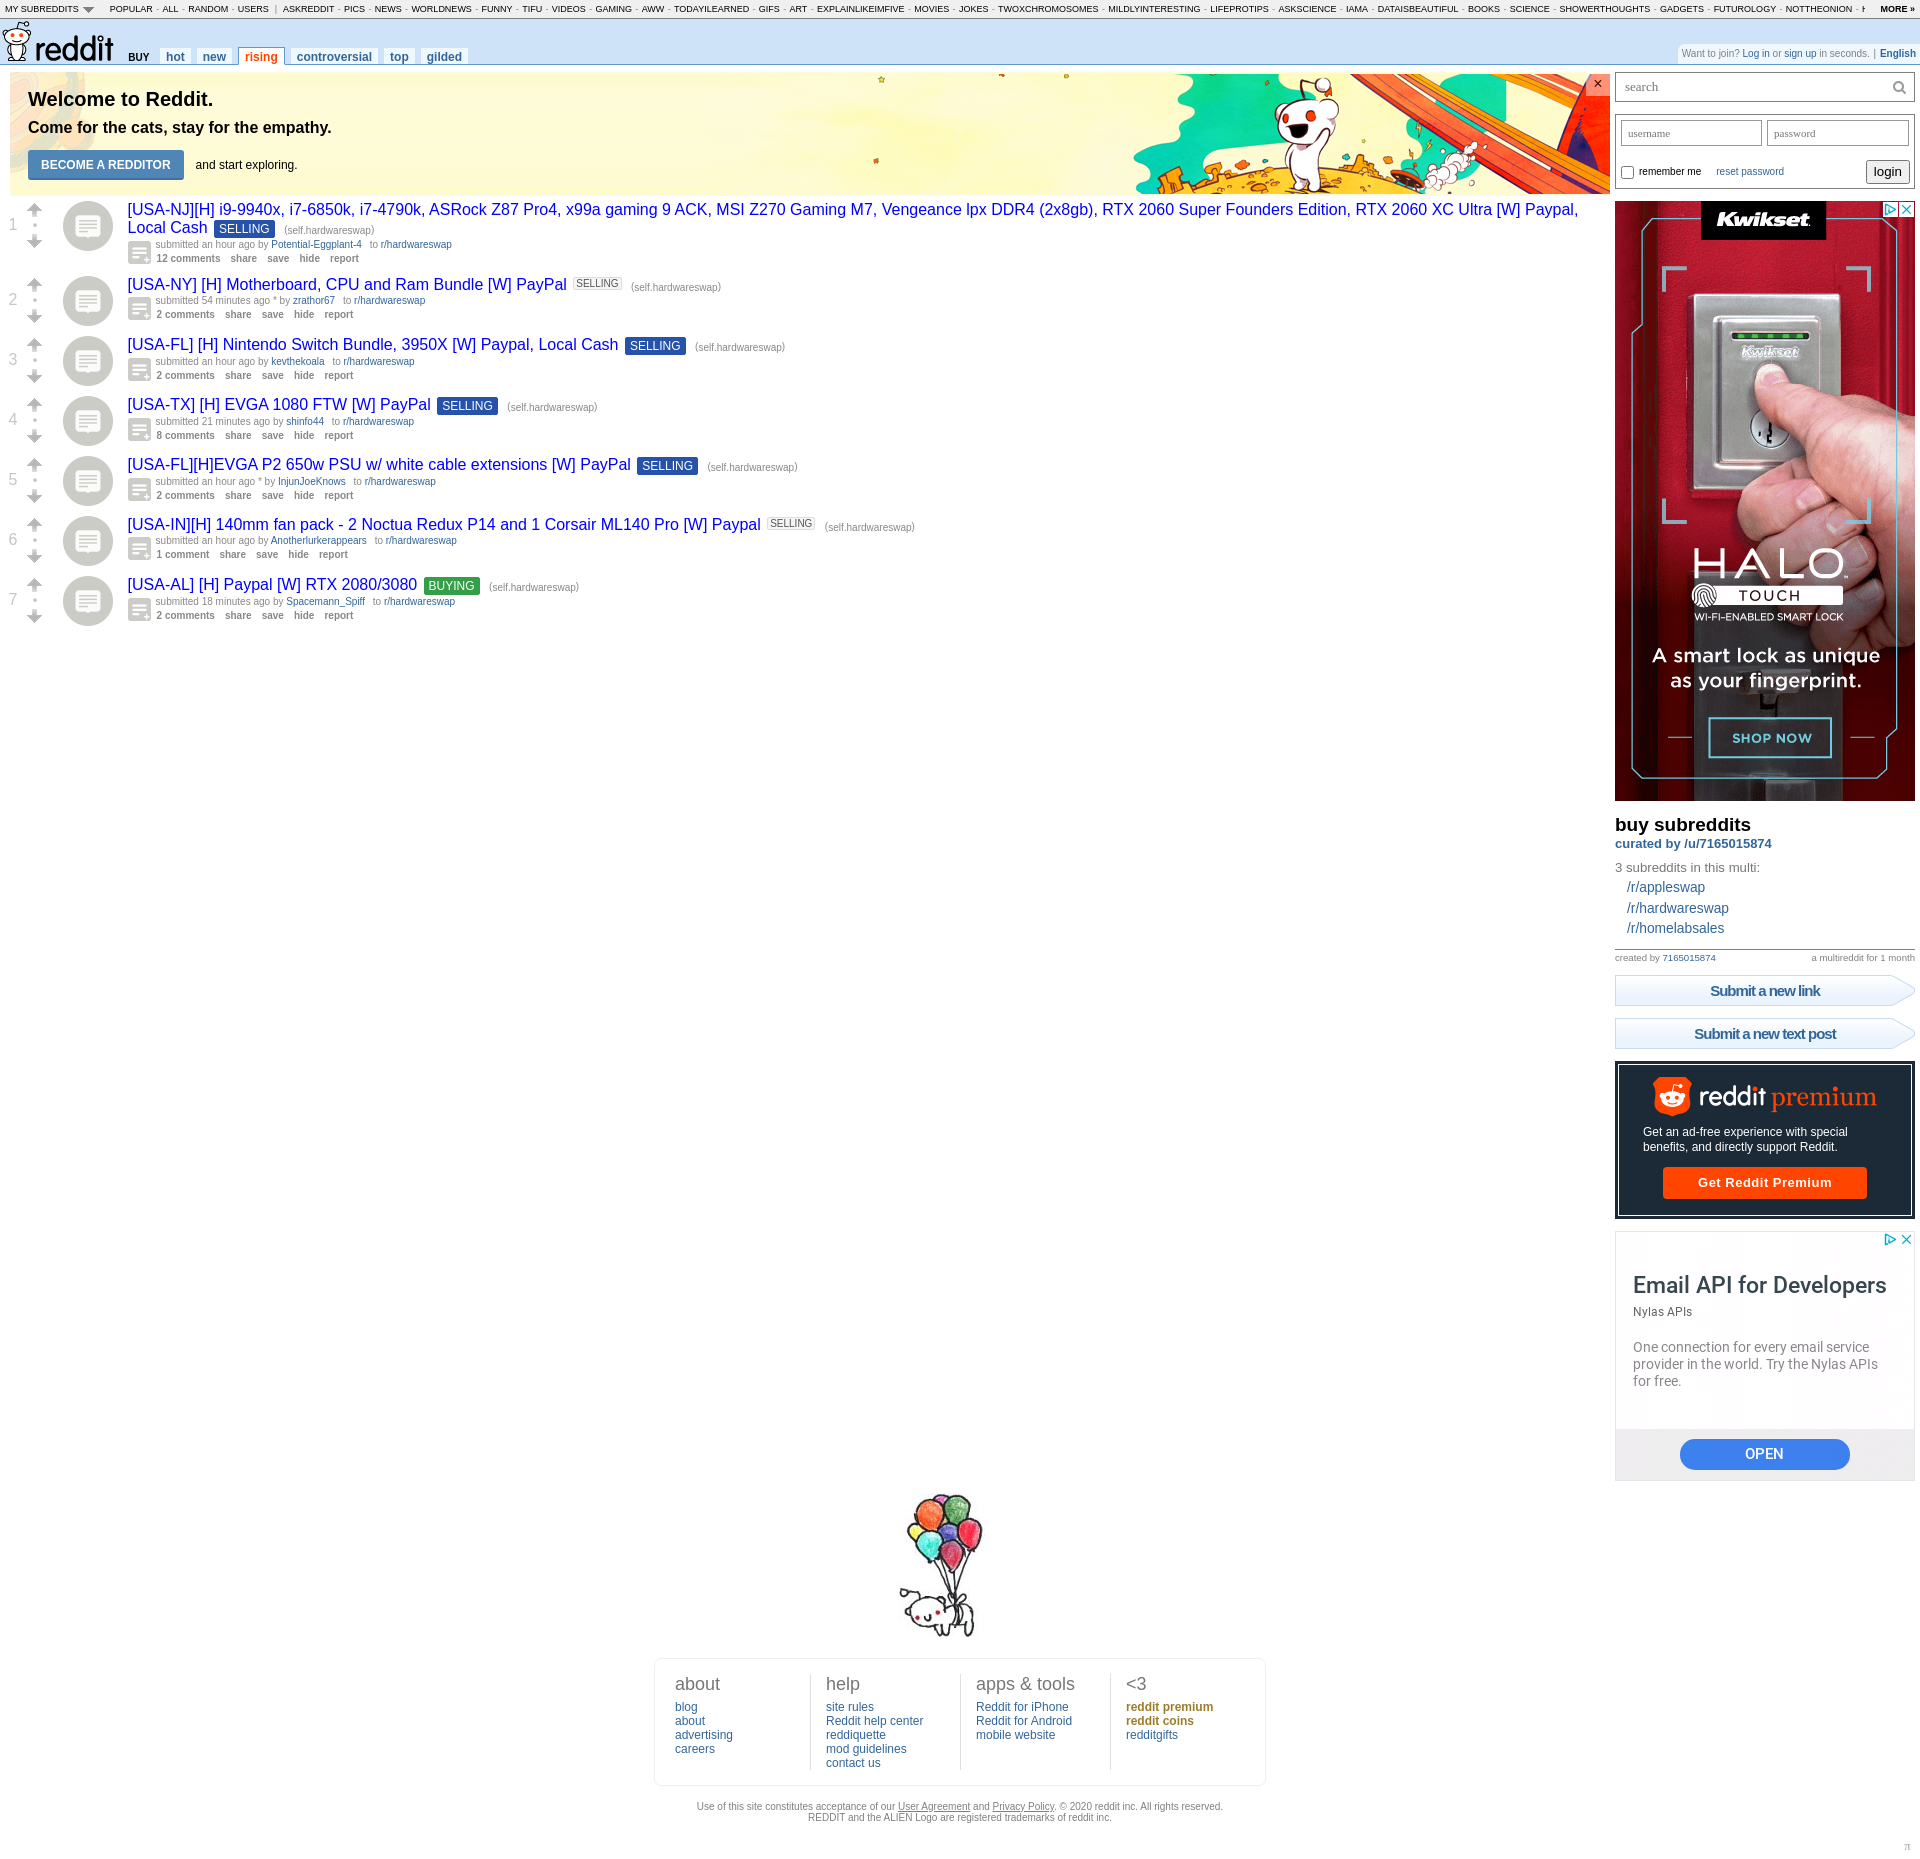 MY SUBREDDITS POPULAR - ALL - RANDOM - USERS | ASKREDDIT - PICS - NEWS - WORLDNEWS - FUNNY - TIFU - VIDEOS - GAMING - AWW - TODAYILEARNED - GIFS - ART - EXPLAINLIKEIMFIVE - MOVIES - JOKES - TWOXCHROMOSOMES - MILDLYINTERESTING - LIFEPROTIPS - ASKSCIENCE - IAMA - DATAISBEAUTIFUL - BOOKS - SCIENCE - SHOWERTHOUGHTS - GADGETS - FUTUROLOGY - NOTTHEONION - MORE »
reddit BUY hot new rising controversial top gilded
Want to join? Log in or sign up in seconds. | English
Welcome to Reddit.
Come for the cats, stay for the empathy.
BECOME A REDDITOR and start exploring.
×
1
[USA-NJ][H] i9-9940x, i7-6850k, i7-4790k, ASRock Z87 Pro4, x99a gaming 9 ACK, MSI Z270 Gaming M7, Vengeance lpx DDR4 (2x8gb), RTX 2060 Super Founders Edition, RTX 2060 XC Ultra [W] Paypal,
Local Cash SELLING (self.hardwareswap)
submitted an hour ago by Potential-Eggplant-4 to r/hardwareswap
12 comments share save hide report
2
[USA-NY] [H] Motherboard, CPU and Ram Bundle [W] PayPal SELLING (self.hardwareswap)
submitted 54 minutes ago * by zrathor67 to r/hardwareswap
2 comments share save hide report
3
[USA-FL] [H] Nintendo Switch Bundle, 3950X [W] Paypal, Local Cash SELLING (self.hardwareswap)
submitted an hour ago by kevthekoala to r/hardwareswap
2 comments share save hide report
4
[USA-TX] [H] EVGA 1080 FTW [W] PayPal SELLING (self.hardwareswap)
submitted 21 minutes ago by shinfo44 to r/hardwareswap
8 comments share save hide report
5
[USA-FL][H]EVGA P2 650w PSU w/ white cable extensions [W] PayPal SELLING (self.hardwareswap)
submitted an hour ago * by InjunJoeKnows to r/hardwareswap
2 comments share save hide report
6
[USA-IN][H] 140mm fan pack - 2 Noctua Redux P14 and 1 Corsair ML140 Pro [W] Paypal SELLING (self.hardwareswap)
submitted an hour ago by Anotherlurkerappears to r/hardwareswap
1 comment share save hide report
7
[USA-AL] [H] Paypal [W] RTX 2080/3080 BUYING (self.hardwareswap)
submitted 18 minutes ago by Spacemann_Spiff to r/hardwareswap
2 comments share save hide report
search
username password
remember me reset password login
Kwikset
Kwikset
HALO
TOUCH
WI-FI-ENABLED SMART LOCK
A smart lock as unique
as your fingerprint.
SHOP NOW
buy subreddits
curated by /u/7165015874
3 subreddits in this multi:
/r/appleswap
/r/hardwareswap
/r/homelabsales
created by 7165015874 a multireddit for 1 month
Submit a new link
Submit a new text post
reddit premium
Get an ad-free experience with special
benefits, and directly support Reddit.
Get Reddit Premium
Email API for Developers
Nylas APIs
One connection for every email service
provider in the world. Try the Nylas APIs
for free.
OPEN
about
blog
about
advertising
careers
help
site rules
Reddit help center
reddiquette
mod guidelines
contact us
apps & tools
Reddit for iPhone
Reddit for Android
mobile website
<3
reddit premium
reddit coins
redditgifts
Use of this site constitutes acceptance of our User Agreement and Privacy Policy. © 2020 reddit inc. All rights reserved.
REDDIT and the ALIEN Logo are registered trademarks of reddit inc.
π